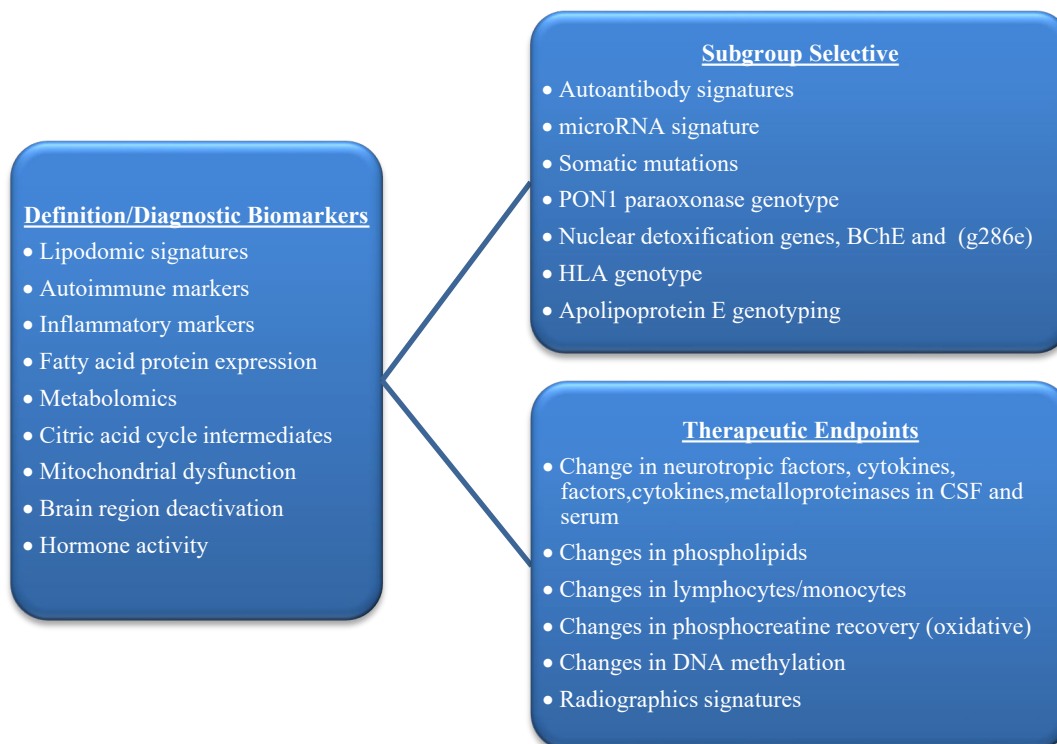 Definition/Diagnostic Biomarkers
• Lipodomic signatures
• Autoimmune markers
• Inflammatory markers
• Fatty acid protein expression
• Metabolomics
• Citric acid cycle intermediates
• Mitochondrial dysfunction
• Brain region deactivation
• Hormone activity
Subgroup Selective
• Autoantibody signatures
• microRNA signature
• Somatic mutations
• PON1 paraoxonase genotype
• Nuclear detoxification genes, BChE and (g286e)
• HLA genotype
• Apolipoprotein E genotyping
Therapeutic Endpoints
• Change in neurotropic factors, cytokines,
factors,cytokines,metalloproteinases in CSF and
serum
• Changes in phospholipids
• Changes in lymphocytes/monocytes
• Changes in phosphocreatine recovery (oxidative)
• Changes in DNA methylation
• Radiographics signatures